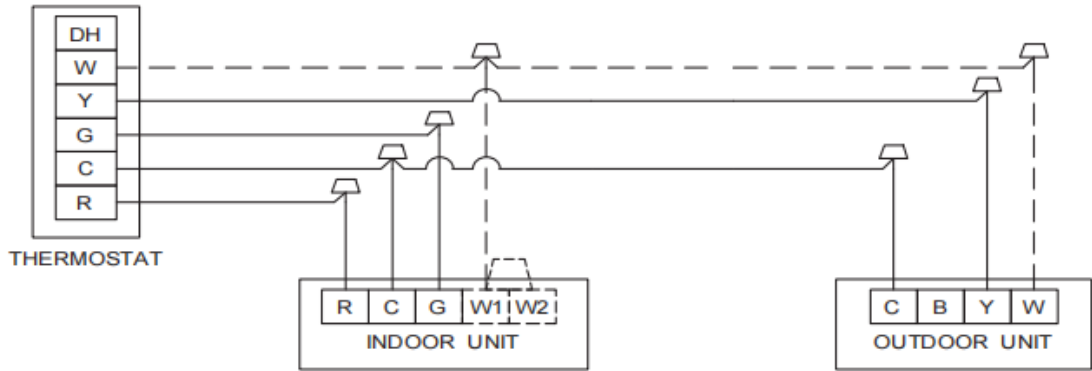 DH
W
Y
G
C
R
THERMOSTAT
R C G W1 W2
INDOOR UNIT
C B Y W
OUTDOOR UNIT